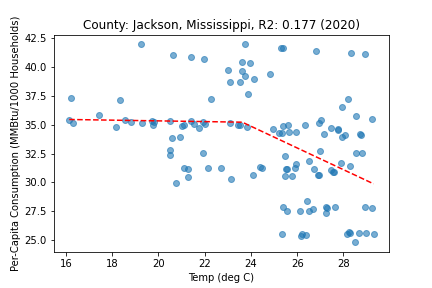 County: Jackson, Mississippi, R2: 0.177 (2020)
Per-Capita Consumption (MMBtu/1000 Households)
42.5
40.0
37.5
35.0
32.5
30.0
27.5
25.0
16 18 20 22 24 26 28
Temp (deg C)